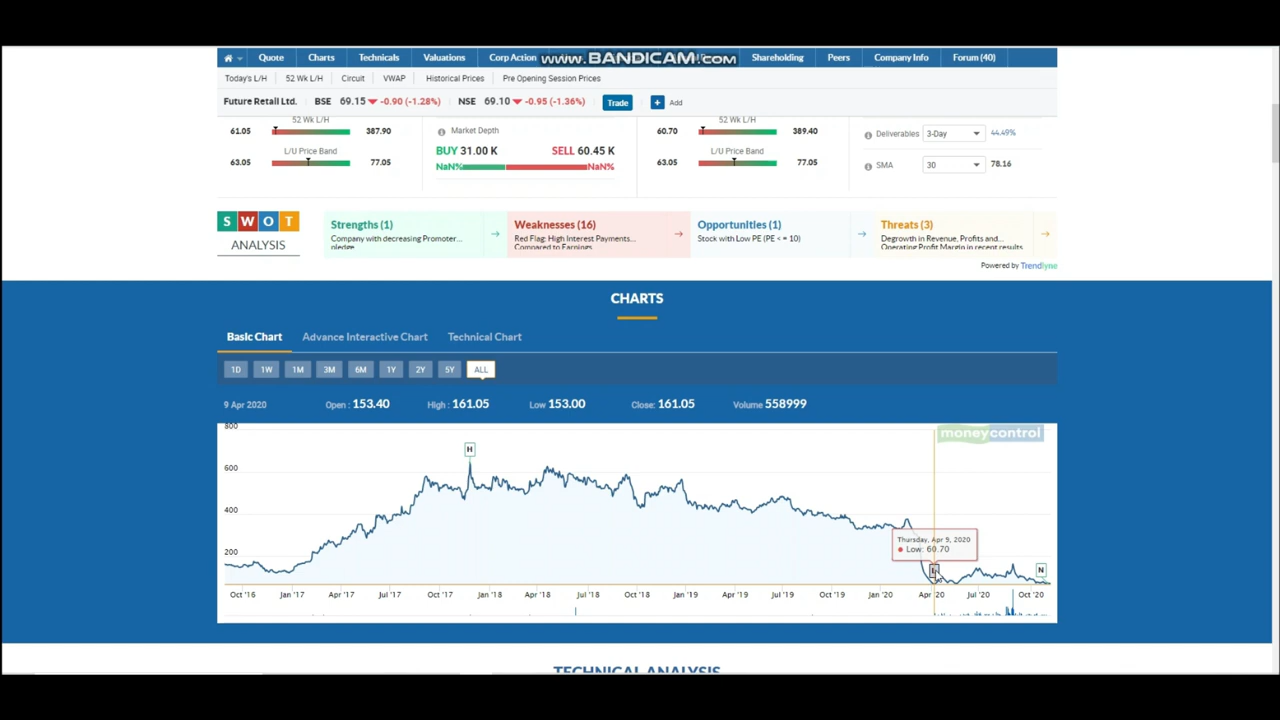 www.BANDICAM.com
Quote Charts Technicals Valuations Corp Action Shareholding Peers Company Info Forum (40)
Today's L/H 52 Wk L/H Circuit VWAP Historical Prices Pre Opening Session Prices
Future Retail Ltd. BSE 69.15 -0.90 (-1.28%) NSE 69.10 -0.95 (-1.36%) Trade + Add
52 Wk L/H
61.05 387.90
L/U Price Band
63.05 77.05
Market Depth
BUY 31.00 K SELL 60.45 K
NaN% NaN%
52 Wk L/H
60.70 389.40
L/U Price Band
63.05 77.05
Deliverables 3-Day 44.49%
SMA 30 78.16
SWOT
ANALYSIS
Strengths (1)
Company with decreasing Promoter...
pledge
Weaknesses (16)
Red Flag: High Interest Payments...
Compared to Earnings
Opportunities (1)
Stock with Low PE (PE <= 10)
Threats (3)
Degrowth in Revenue, Profits and...
Operating Profit Margin in recent results
Powered by Trendlyne
CHARTS
Basic Chart Advance Interactive Chart Technical Chart
1D 1W 1M 3M 6M 1Y 2Y 5Y ALL
9 Apr 2020 Open : 153.40 High : 161.05 Low 153.00 Close: 161.05 Volume 558999
moneycontrol
800
600
400
200
H
Thursday, Apr 9, 2020
Low: 60.70
L
N
Oct '16 Jan '17 Apr '17 Jul '17 Oct '17 Jan '18 Apr '18 Jul '18 Oct '18 Jan '19 Apr '19 Jul '19 Oct '19 Jan '20 Apr '20 Jul '20 Oct '20
TECHNICAL ANALYSIS